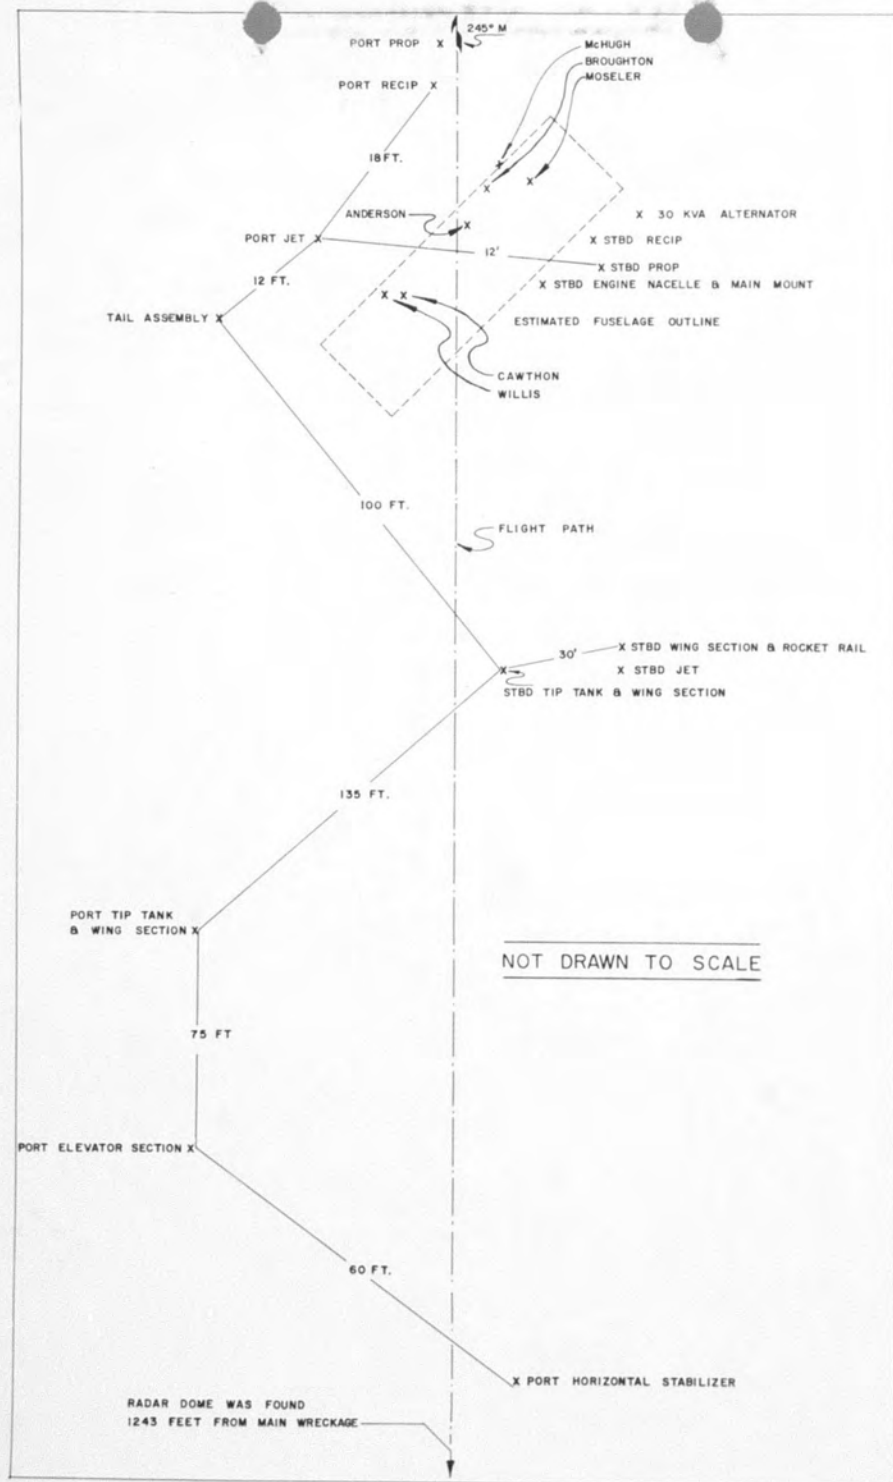 245° M
PORT PROP X
McHUGH
BROUGHTON
MOSELER
PORT RECIP X
18 FT.
X
X
X
ANDERSON
X
X 30 KVA ALTERNATOR
PORT JET X
X STBD RECIP
12'
X STBD PROP
12 FT.
X STBD ENGINE NACELLE & MAIN MOUNT
X X
TAIL ASSEMBLY X
ESTIMATED FUSELAGE OUTLINE
CAWTHON
WILLIS
100 FT.
FLIGHT PATH
30'
X STBD WING SECTION & ROCKET RAIL
X
X STBD JET
STBD TIP TANK & WING SECTION
135 FT.
PORT TIP TANK
& WING SECTION X
NOT DRAWN TO SCALE
75 FT
PORT ELEVATOR SECTION X
60 FT.
X PORT HORIZONTAL STABILIZER
RADAR DOME WAS FOUND
1243 FEET FROM MAIN WRECKAGE